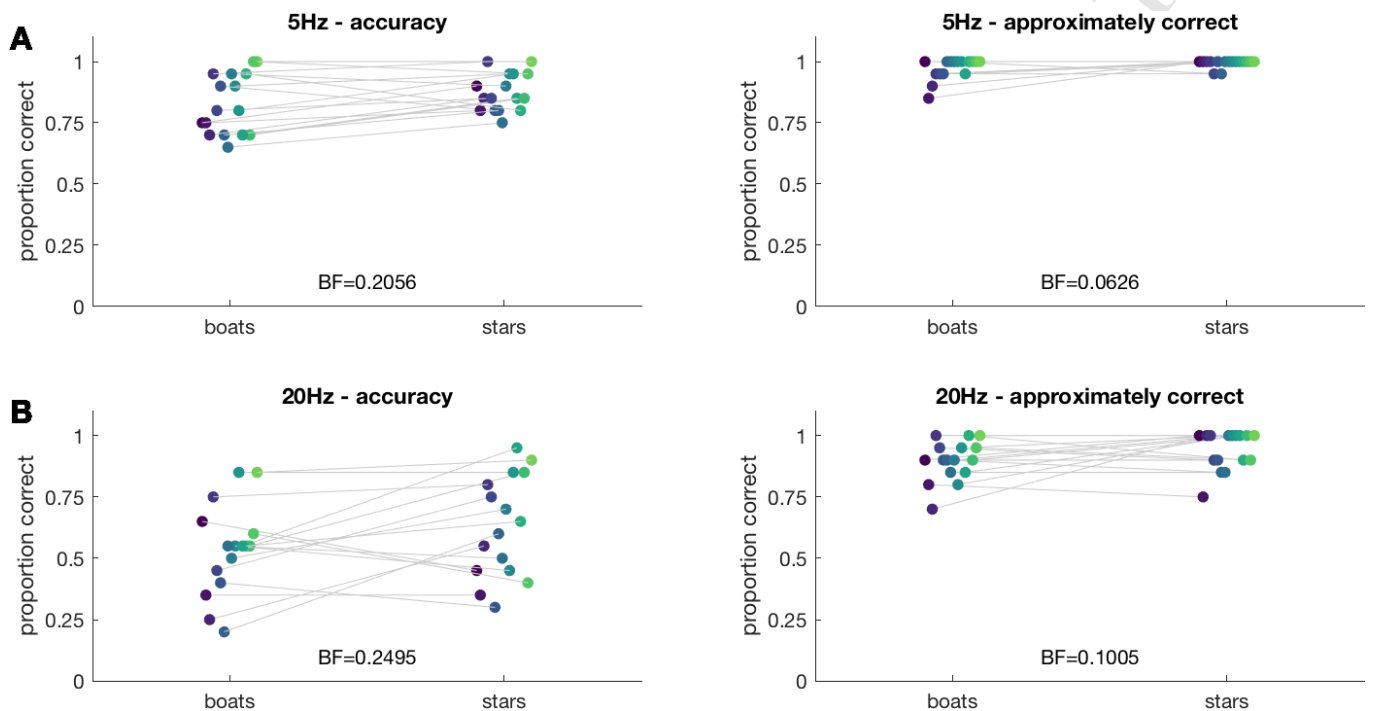 A
5Hz - accuracy
proportion correct
1
0.75
0.5
0.25
0
BF=0.2056
boats
stars
5Hz - approximately correct
proportion correct
1
0.75
0.5
0.25
0
BF=0.0626
boats
stars
B
20Hz - accuracy
proportion correct
1
0.75
0.5
0.25
0
BF=0.2495
boats
stars
20Hz - approximately correct
proportion correct
1
0.75
0.5
0.25
0
BF=0.1005
boats
stars